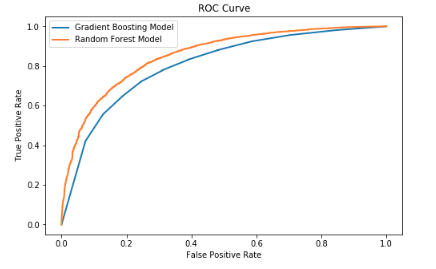 ROC Curve
Gradient Boosting Model
Random Forest Model
True Positive Rate
1.0
0.8
0.6
0.4
0.2
0.0
0.0 0.2 0.4 0.6 0.8 1.0
False Positive Rate